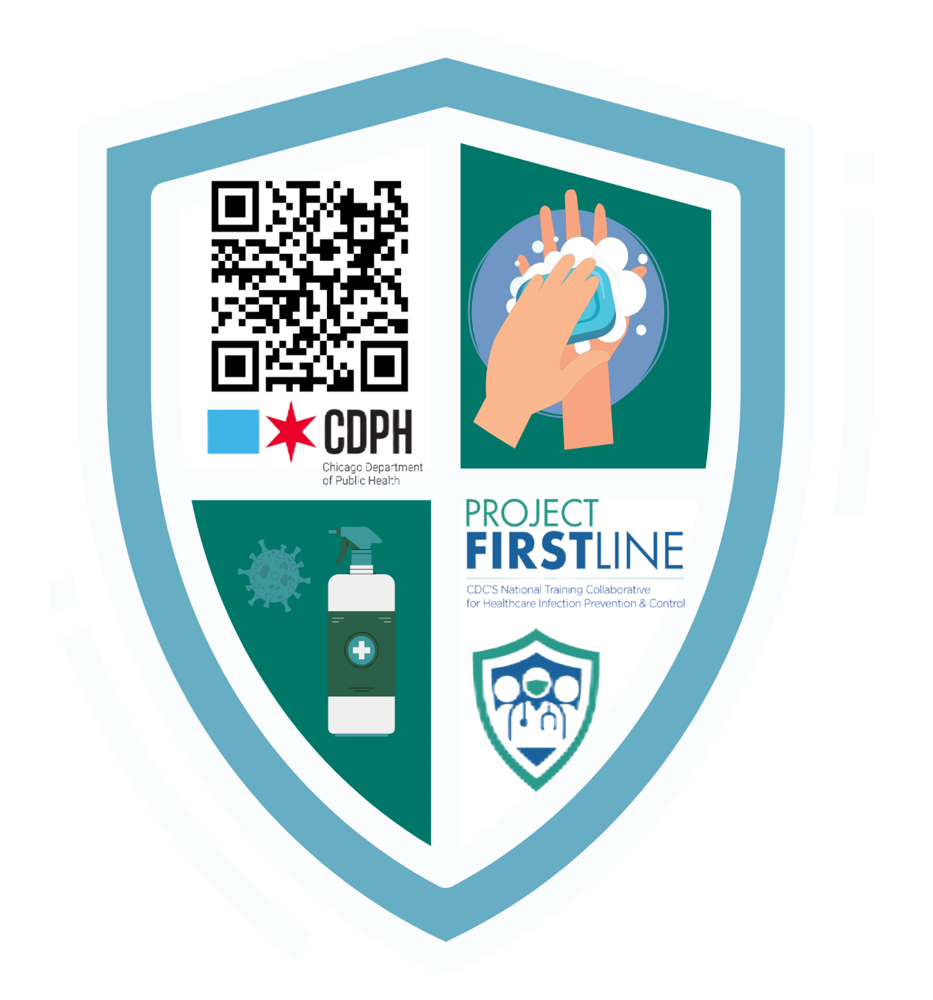 CDPH
Chicago Department
of Public Health
PROJECT
FIRSTLINE
CDC'S National Training Collaborative
for Healthcare Infection Prevention & Control